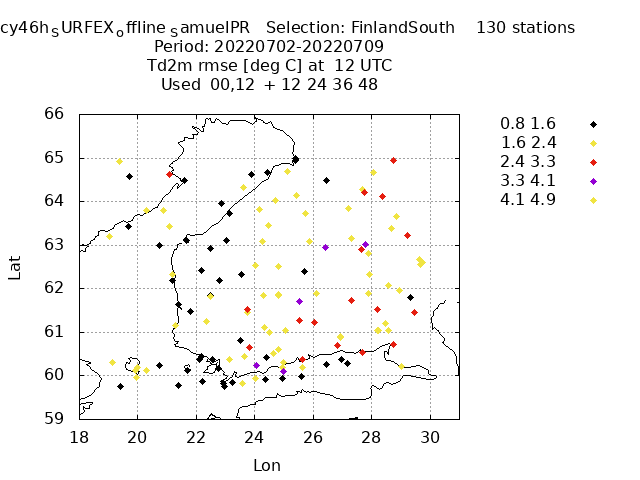 cy46h_SURFEX_offline_SamuelPR Selection: FinlandSouth 130 stations
Period: 20220702-20220709
Td2m rmse [deg C] at 12 UTC
Used 00,12 + 12 24 36 48
66
65
64
63
62
61
60
59
18 20 22 24 26 28 30
Lat
Lon
0.8 1.6
1.6 2.4
2.4 3.3
3.3 4.1
4.1 4.9